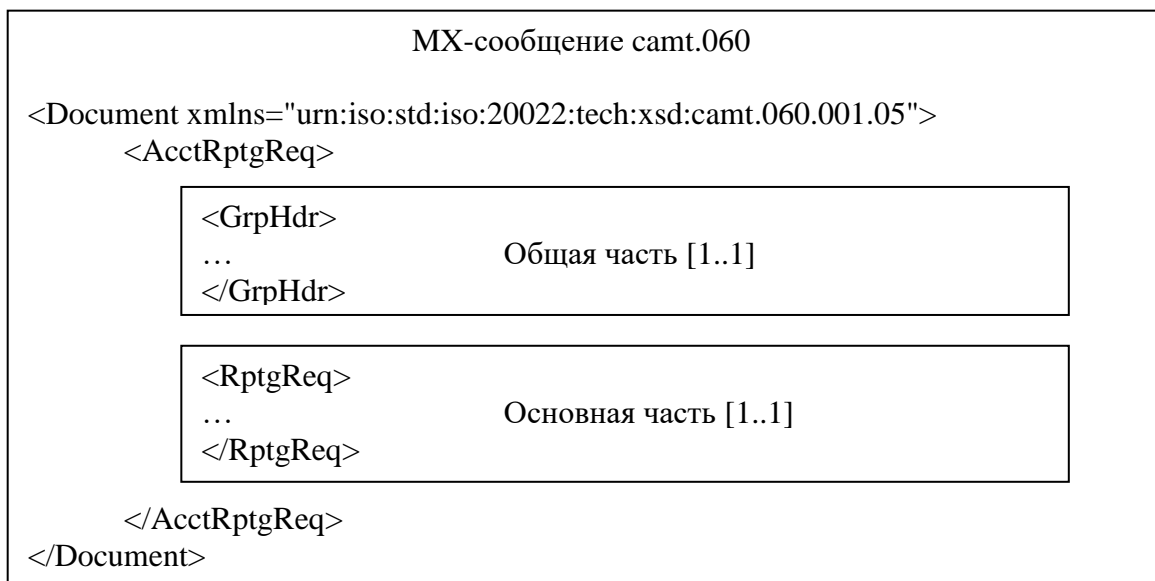 МХ-сообщение camt.060
<Document xmlns="urn:iso:std:iso:20022:tech:xsd:camt.060.001.05">
<AcctRptgReq>
<GrpHdr>
… Общая часть [1..1]
</GrpHdr>
<RptgReq>
… Основная часть [1..1]
</RptgReq>
</AcctRptgReq>
</Document>